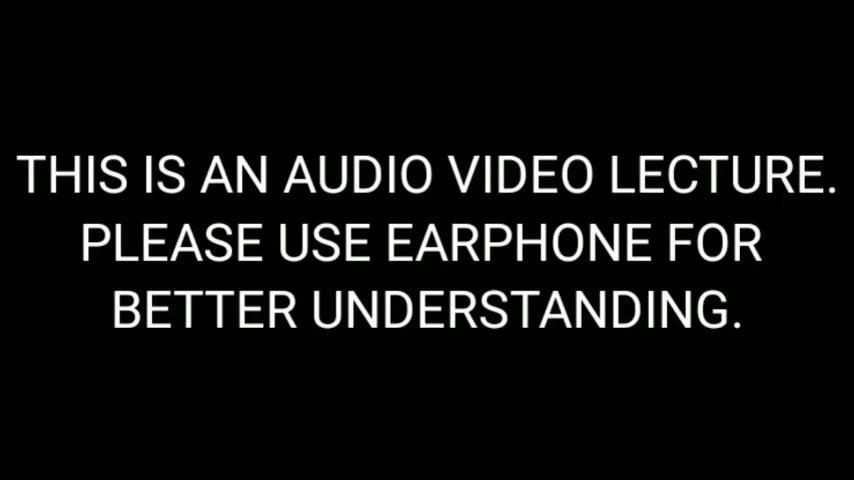 THIS IS AN AUDIO VIDEO LECTURE.
PLEASE USE EARPHONE FOR
BETTER UNDERSTANDING.